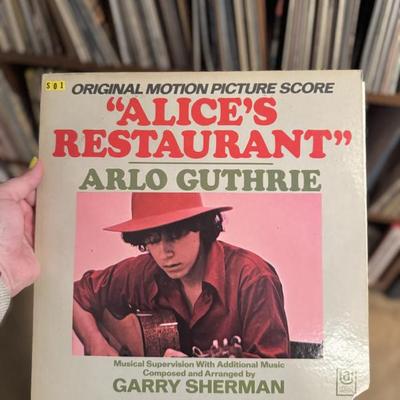 S01
ORIGINAL MOTION PICTURE SCORE
"ALICE'S
RESTAURANT"
ARLO GUTHRIE
Musical Supervision With Additional Music
Composed and Arranged by
GARRY SHERMAN